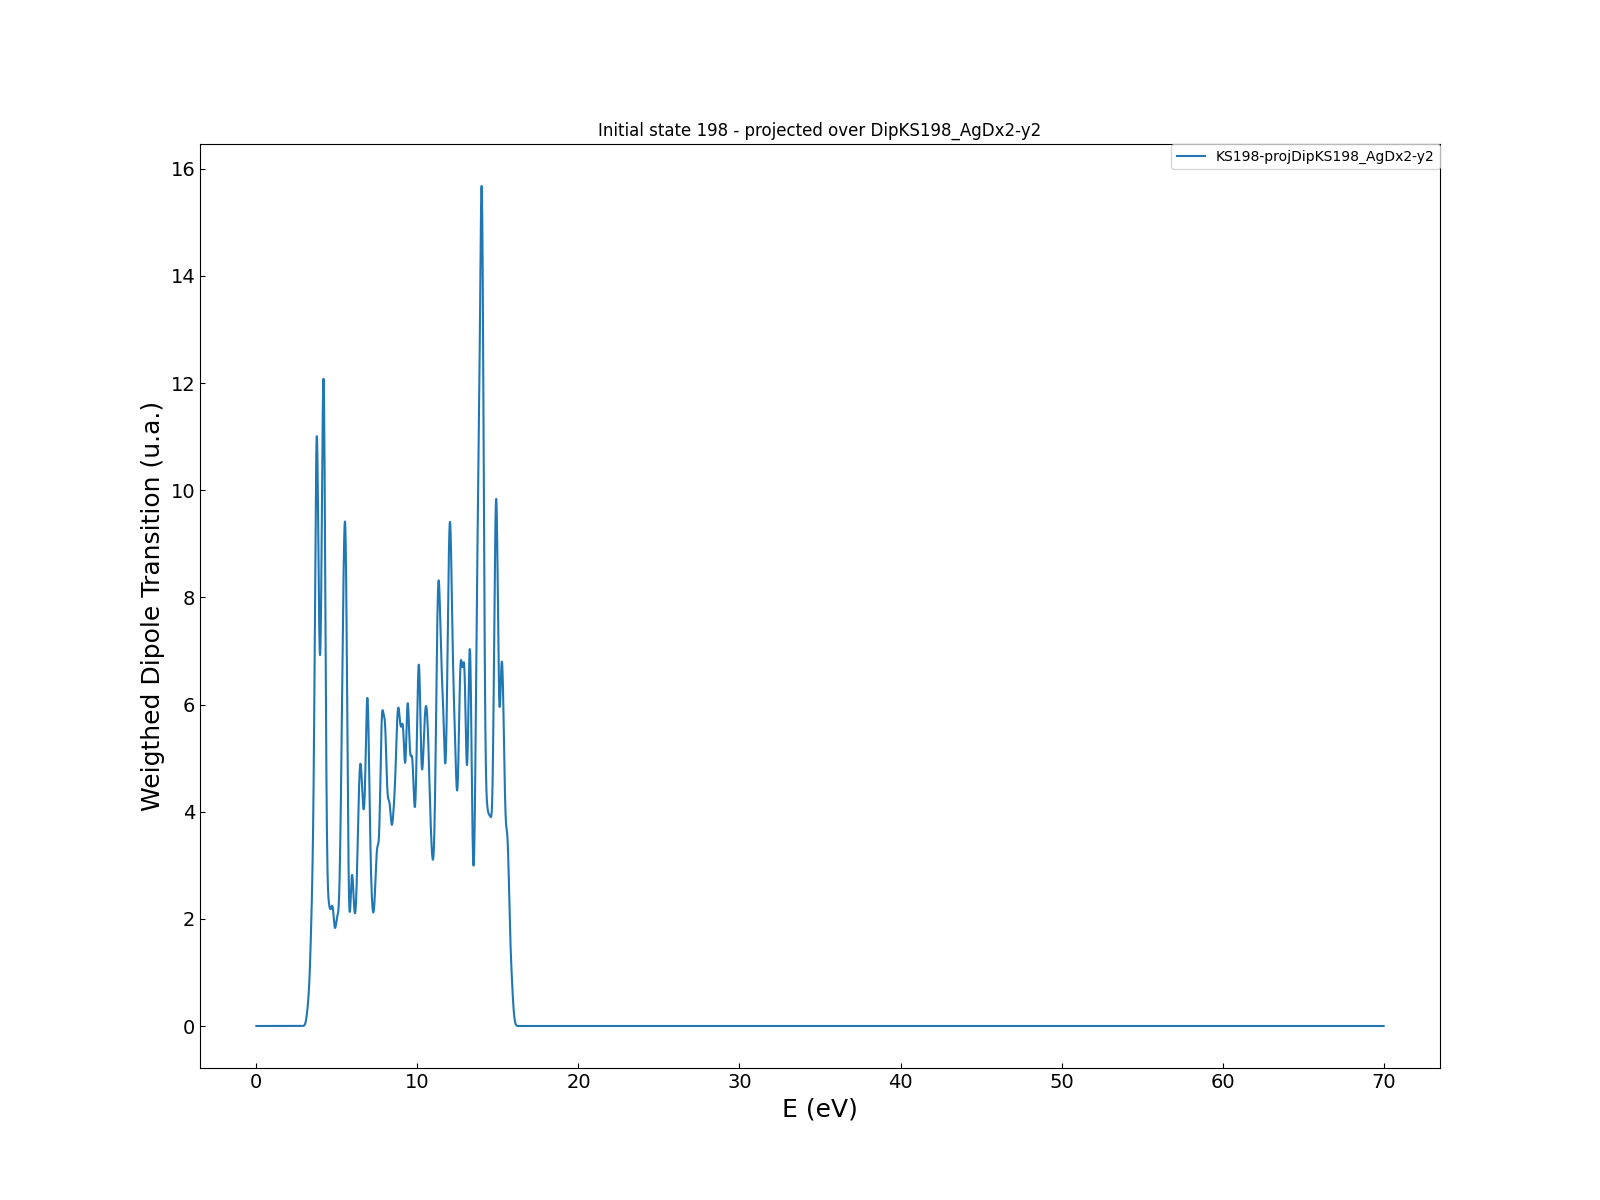 Initial state 198 - projected over DipKS198_AgDx2-y2
KS198-projDipKS198_AgDx2-y2
16
14
12
10
8
6
4
2
0
Weigthed Dipole Transition (u.a.)
0 10 20 30 40 50 60 70
E (eV)